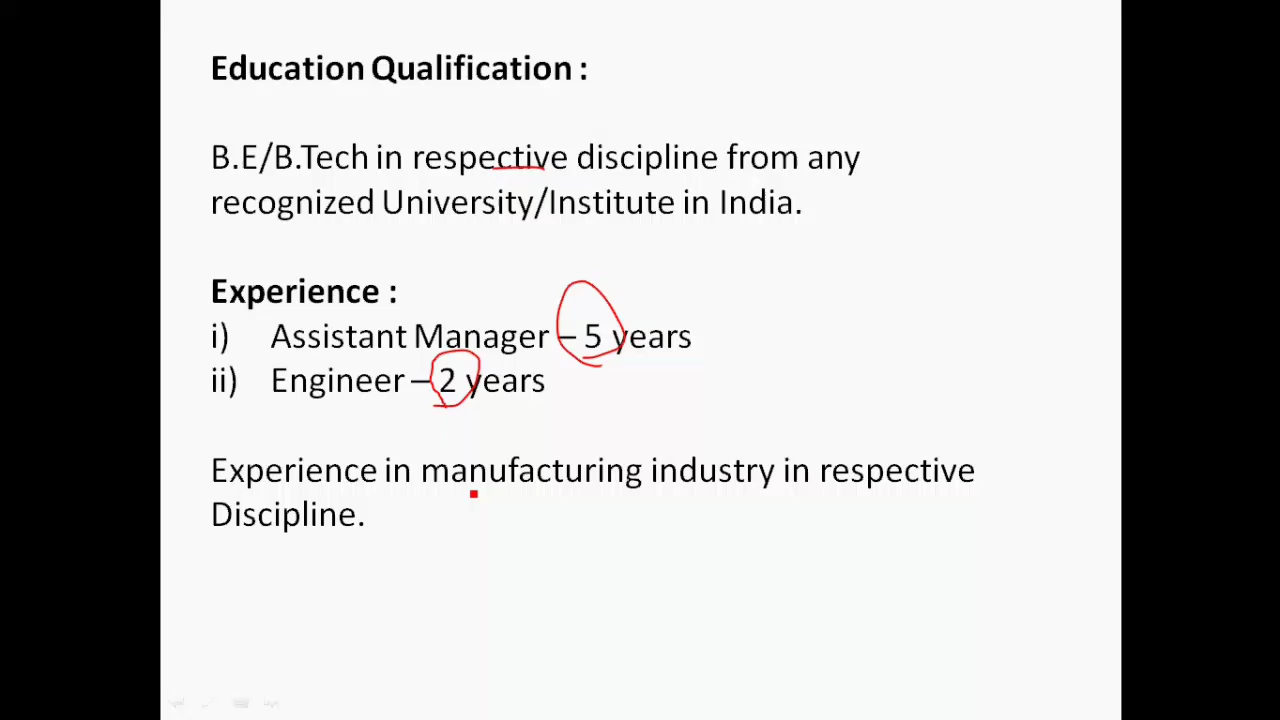 Education Qualification :
B.E/B.Tech in respective discipline from any
recognized University/Institute in India.
Experience :
i) Assistant Manager – 5 years
ii) Engineer – 2 years
Experience in manufacturing industry in respective
Discipline.